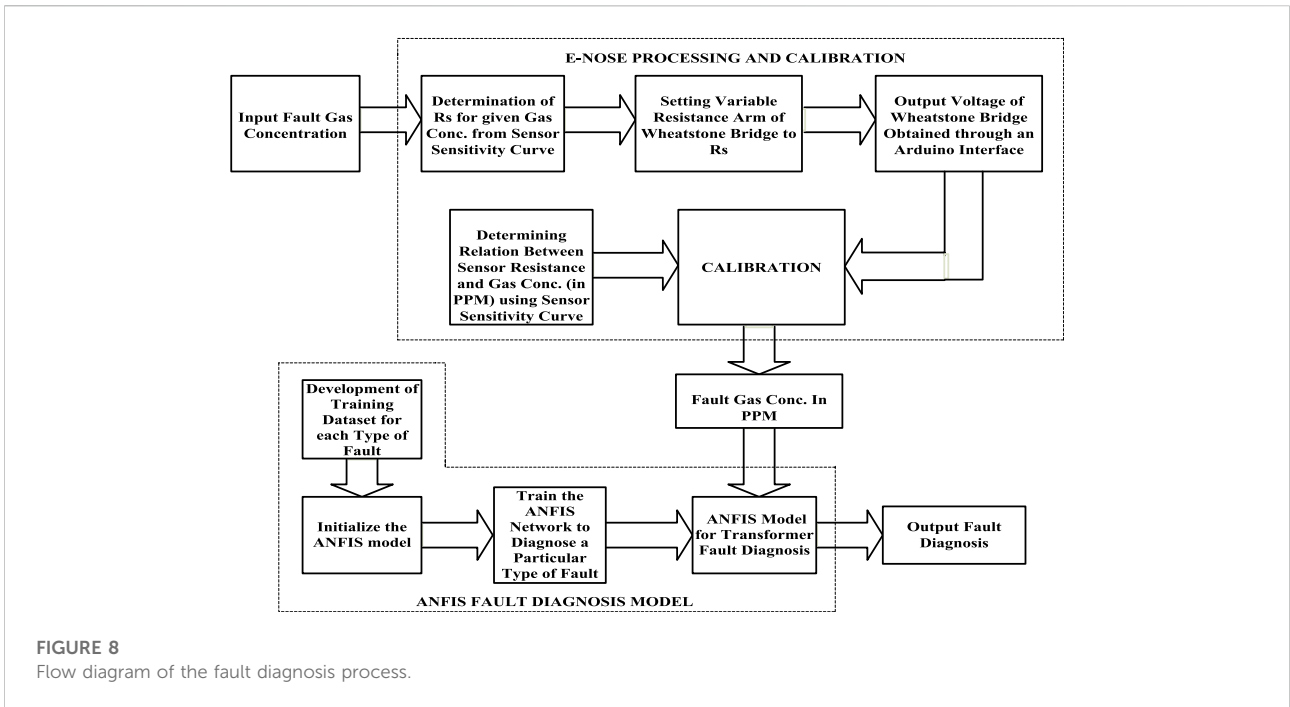 E-NOSE PROCESSING AND CALIBRATION
Input Fault Gas
Concentration
Determination of
Rs for given Gas
Conc. from Sensor
Sensitivity Curve
Setting Variable
Resistance Arm of
Wheatstone Bridge to
Rs
Output Voltage of
Wheatstone Bridge
Obtained through an
Arduino Interface
Determining
Relation Between
Sensor Resistance
and Gas Conc. (in
PPM) using Sensor
Sensitivity Curve
CALIBRATION
Fault Gas Conc. In
PPM
Development of
Training
Dataset for
each Type of
Fault
Initialize the
ANFIS model
Train the
ANFIS
Network to
Diagnose a
Particular
Type of Fault
ANFIS Model
for Transformer
Fault Diagnosis
Output Fault
Diagnosis
ANFIS FAULT DIAGNOSIS MODEL
FIGURE 8
Flow diagram of the fault diagnosis process.